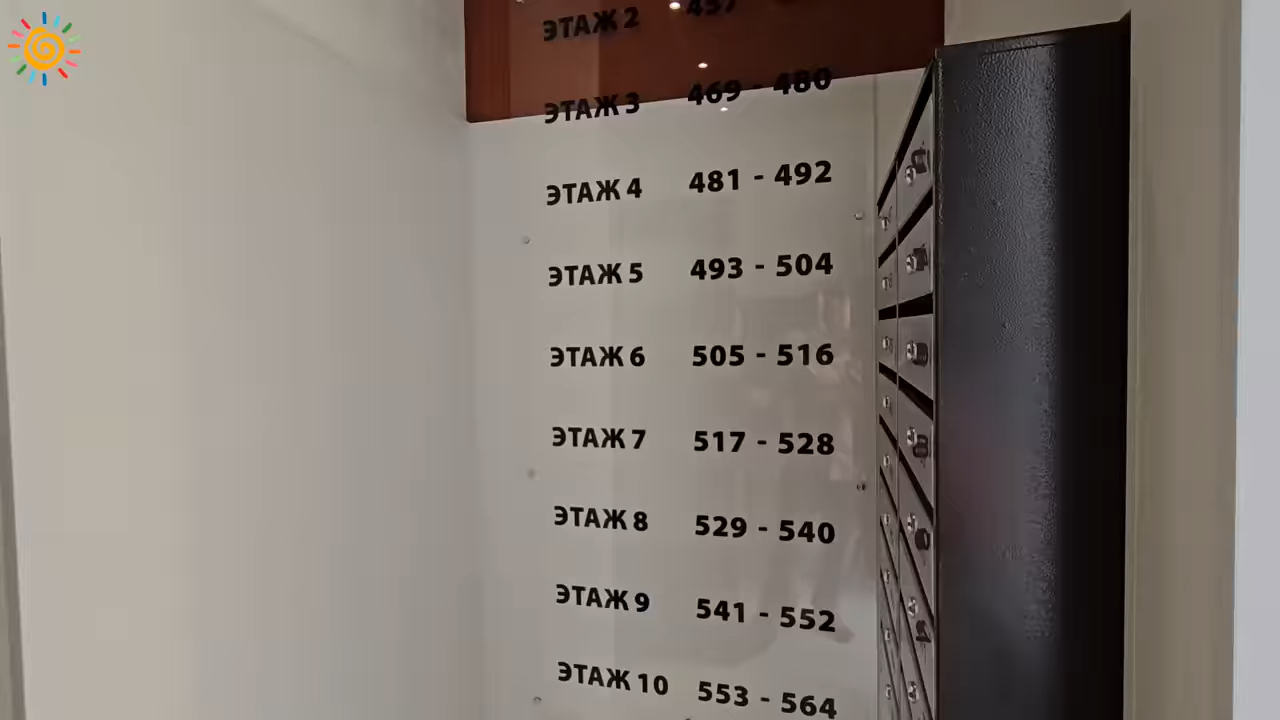 ЭТАЖ 2 457
ЭТАЖ 3 469 - 480
ЭТАЖ 4 481 - 492
ЭТАЖ 5 493 - 504
ЭТАЖ 6 505 - 516
ЭТАЖ 7 517 - 528
ЭТАЖ 8 529 - 540
ЭТАЖ 9 541 - 552
ЭТАЖ 10 553 - 564